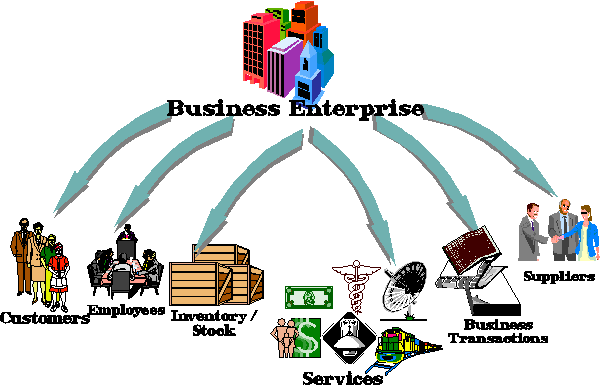 Business Enterprise
Customers
Employees
Inventory /
Stock
Services
Business
Transactions
Suppliers